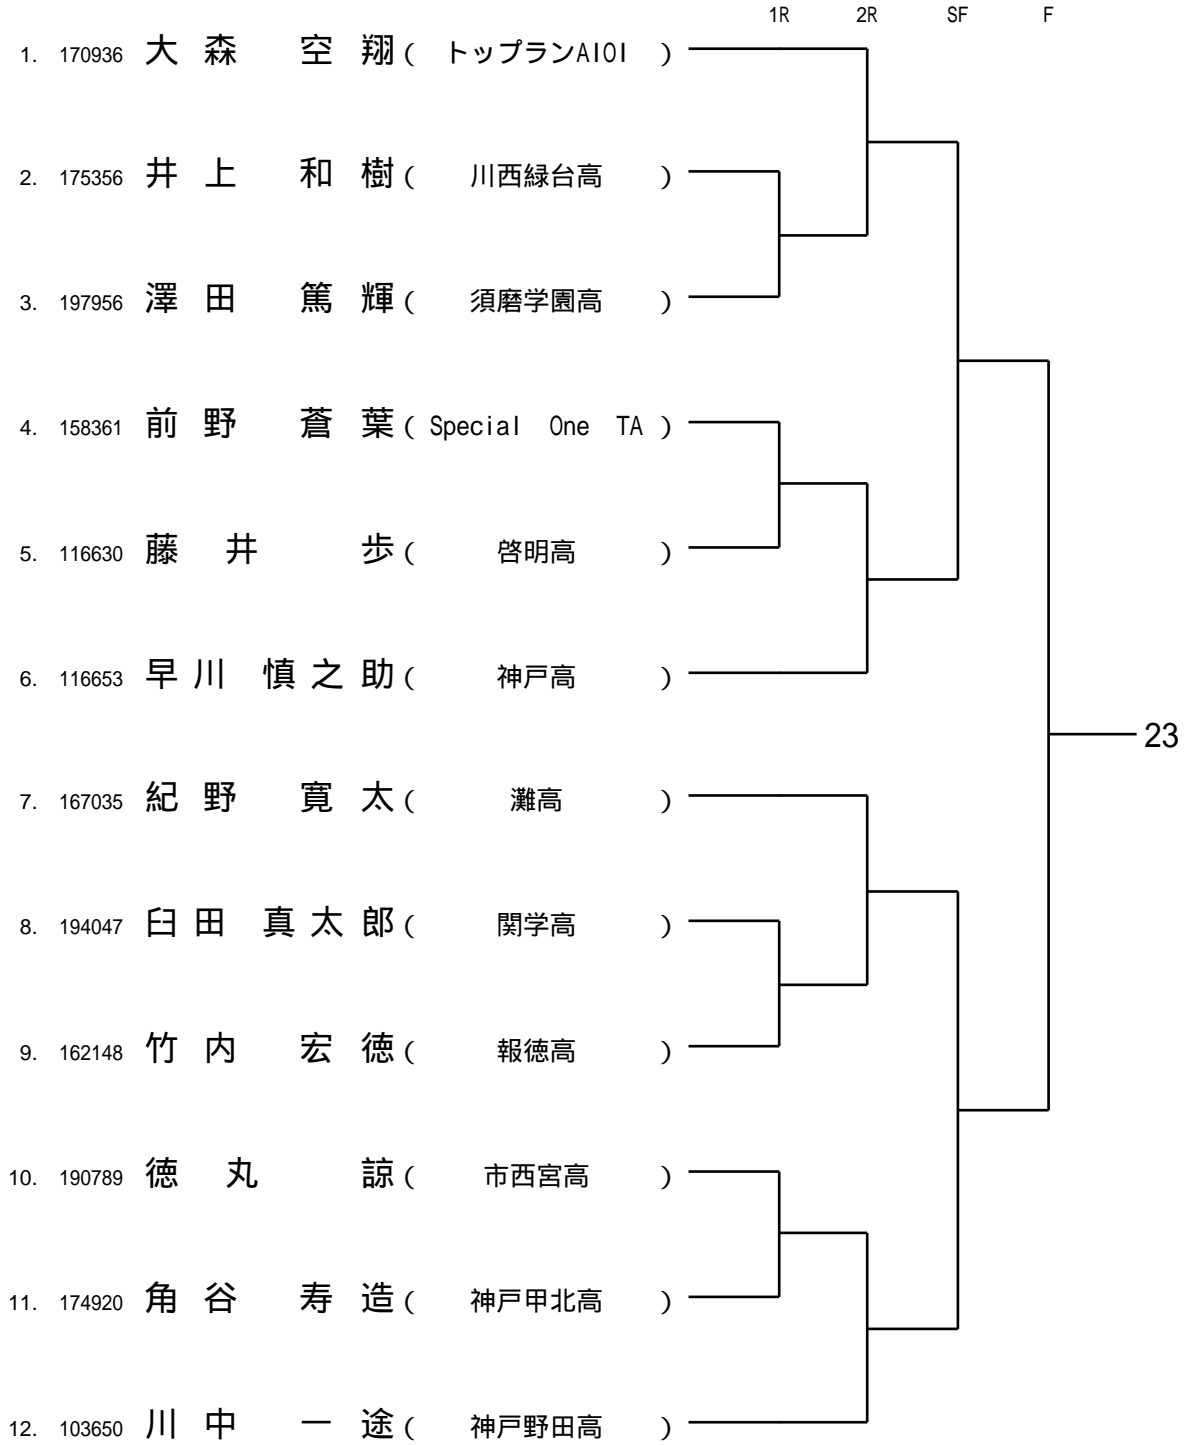 1R 2R SF F
1. 170936 大森 空翔 ( トップランAIOI )
2. 175356 井上 和樹 ( 川西緑台高 )
3. 197956 澤田 篤輝 ( 須磨学園高 )
4. 158361 前野 蒼葉 ( Special One TA )
5. 116630 藤井 歩 ( 啓明高 )
6. 116653 早川 慎之助 ( 神戸高 )
23
7. 167035 紀野 寛太 ( 灘高 )
8. 194047 臼田 真太郎 ( 関学高 )
9. 162148 竹内 宏徳 ( 報徳高 )
10. 190789 徳丸 諒 ( 市西宮高 )
11. 174920 角谷 寿造 ( 神戸甲北高 )
12. 103650 川中 一途 ( 神戸野田高 )